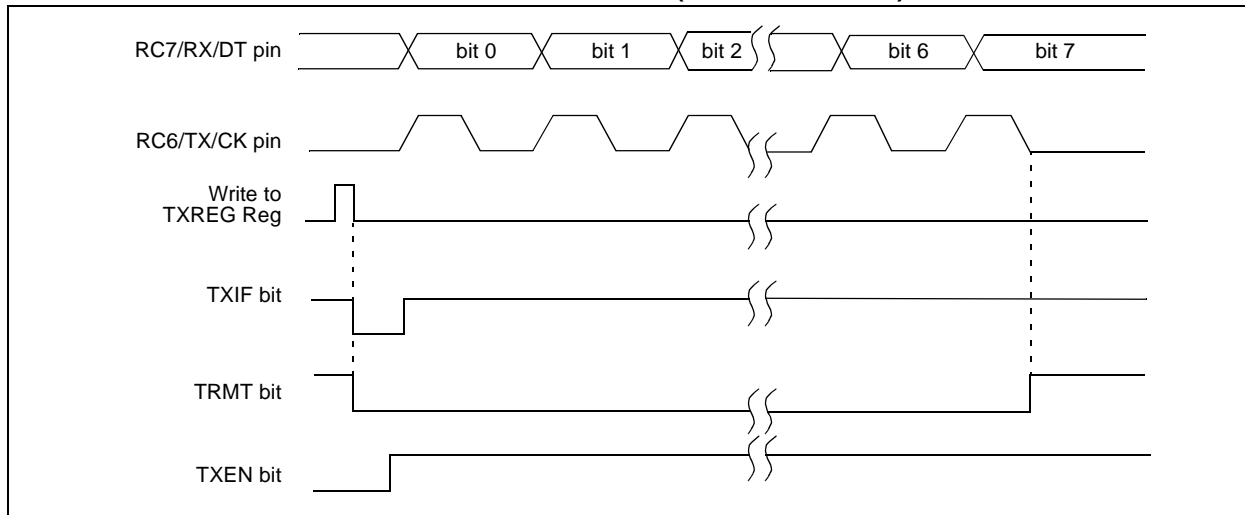 RC7/RX/DT pin
bit 0
bit 1
bit 2
bit 6
bit 7
RC6/TX/CK pin
Write to
TXREG Reg
TXIF bit
TRMT bit
TXEN bit